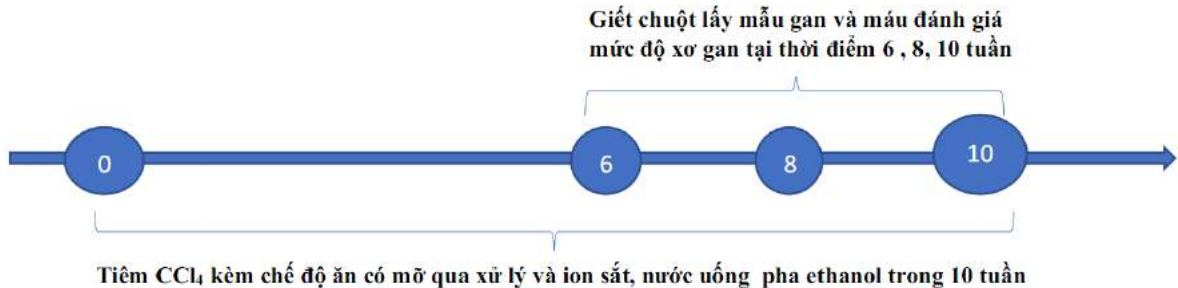 Giết chuột lấy mẫu gan và máu đánh giá
mức độ xơ gan tại thời điểm 6 , 8, 10 tuần
0
6
8
10
Tiêm CCl₄ kèm chế độ ăn có mỡ qua xử lý và ion sắt, nước uống pha ethanol trong 10 tuần